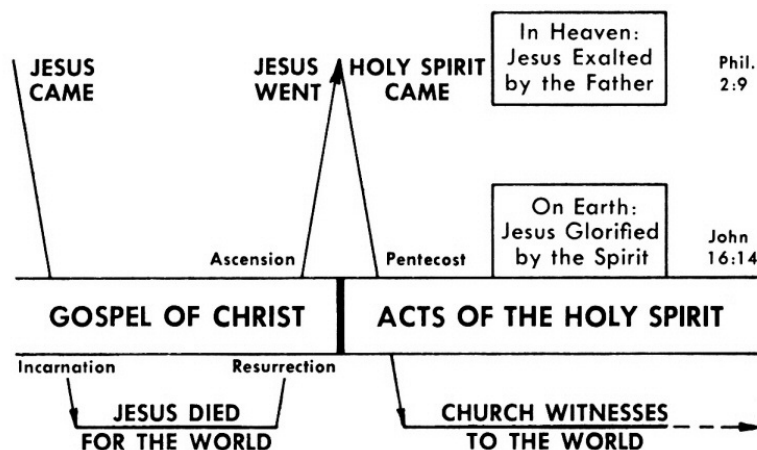 JESUS
CAME
JESUS
WENT
HOLY SPIRIT
CAME
In Heaven:
Jesus Exalted
by the Father
Phil.
2:9
Ascension
Pentecost
On Earth:
Jesus Glorified
by the Spirit
John
16:14
GOSPEL OF CHRIST
ACTS OF THE HOLY SPIRIT
Incarnation
Resurrection
JESUS DIED
FOR THE WORLD
CHURCH WITNESSES
TO THE WORLD